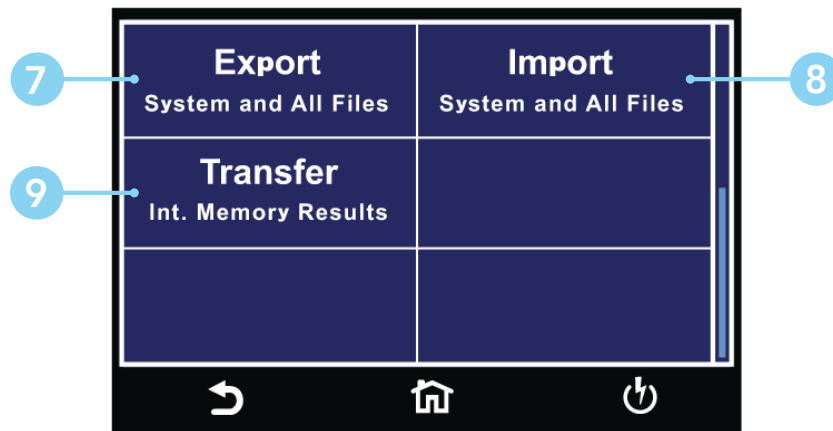 Export
System and All Files
Import
System and All Files
Transfer
Int. Memory Results
7
8
9